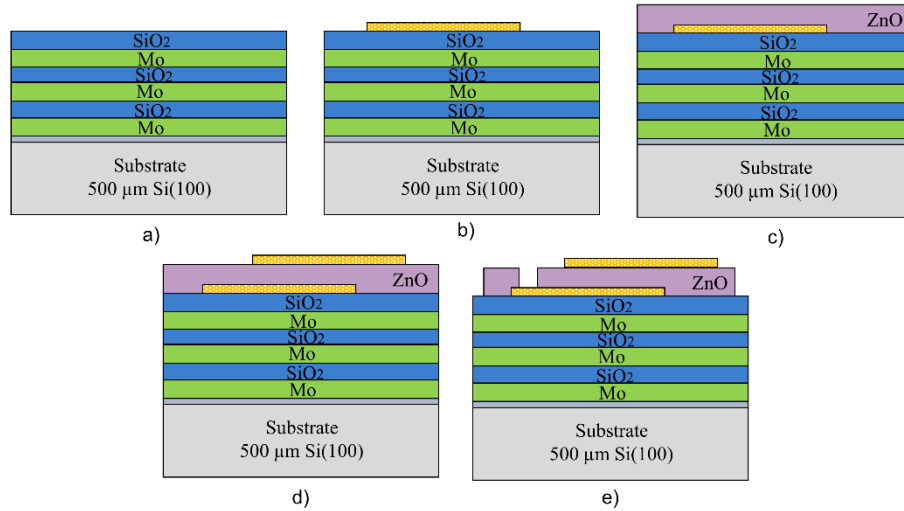 SiO2
Mo
SiO2
Mo
SiO2
Mo
Substrate
500 µm Si(100)
a)
SiO2
Mo
SiO2
Mo
SiO2
Mo
Substrate
500 µm Si(100)
b)
ZnO
SiO2
Mo
SiO2
Mo
SiO2
Mo
Substrate
500 µm Si(100)
c)
ZnO
SiO2
Mo
SiO2
Mo
SiO2
Mo
Substrate
500 µm Si(100)
d)
ZnO
SiO2
Mo
SiO2
Mo
SiO2
Mo
Substrate
500 µm Si(100)
e)